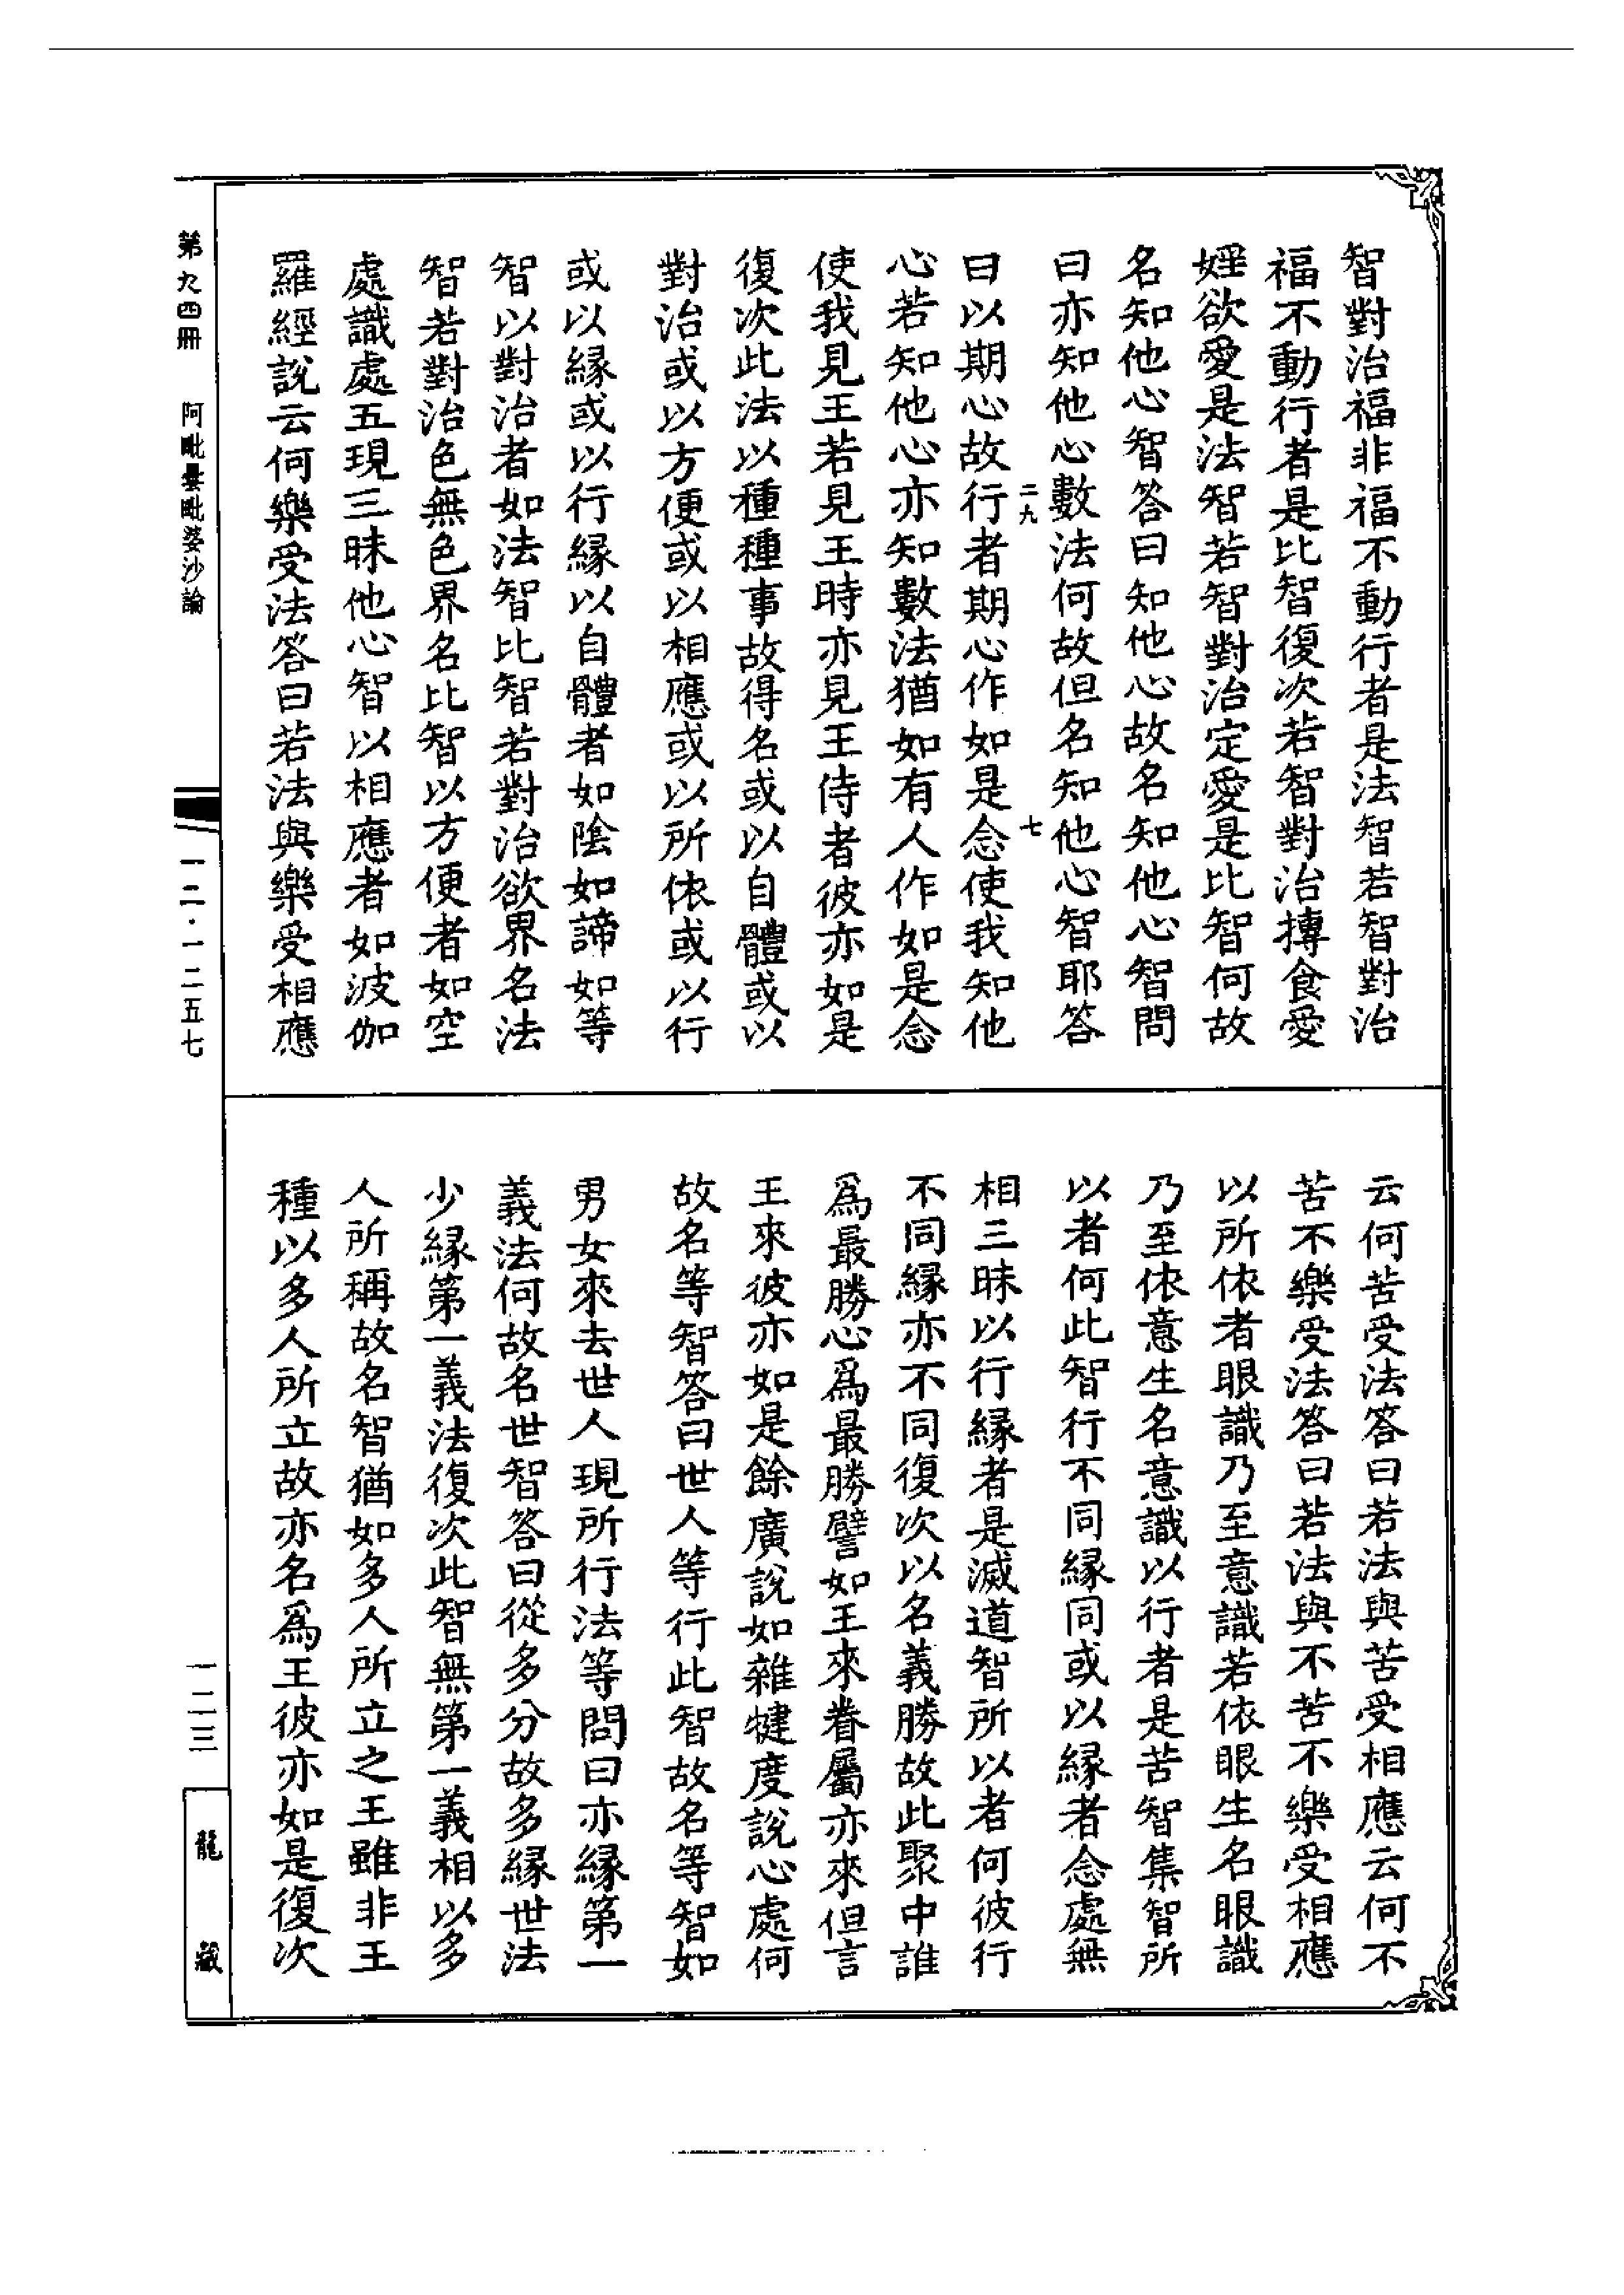 智對治福非福不動行者是法智若智對治
福不動行者是比智復次若智對治摶食愛
婬欲愛是法智若智對治定愛是比智何故
名知他心智答曰知他心故名知他心智問
曰亦知他心數法何故但名知他心智耶答
二九
七
曰以期心故行者期心作如是念使我知他
心若知他心亦知數法猶如有人作如是念
使我見王若見王時亦見王侍者彼亦如是
復次此法以種種事故得名或以自體或以
對治或以方便或以相應或以所依或以行
或以緣或以行緣以自體者如陰如諦如等
智以對治者如法智比智若對治欲界名法
智若對治色無色界名比智以方便者如空
處識處五現三昧他心智以相應者如波伽
羅經說云何樂受法答曰若法與樂受相應
云何苦受法答曰若法與苦受相應云何不
苦不樂受法答曰若法與不苦不樂受相應
以所依者眼識乃至意識若依眼生名眼識
乃至依意生名意識以行者是苦智集智所
以者何此智行不同緣同或以緣者念處無
相三昧以行緣者是滅道智所以者何彼行
不同緣亦不同復次以名義勝故此聚中誰
爲最勝心爲最勝譬如王來眷屬亦來但言
王來彼亦如是餘廣說如雜犍度說心處何
故名等智答曰世人等行此智故名等智如
男女來去世人現所行法等問曰亦緣第一
義法何故名世智答曰從多分故多緣世法
少緣第一義法復次此智無第一義相以多
人所稱故名智猶如多人所立之王雖非王
種以多人所立故亦名爲王彼亦如是復次
第九四冊
阿毗曇毗婆沙論
一二·一二五七
一二三
龍藏